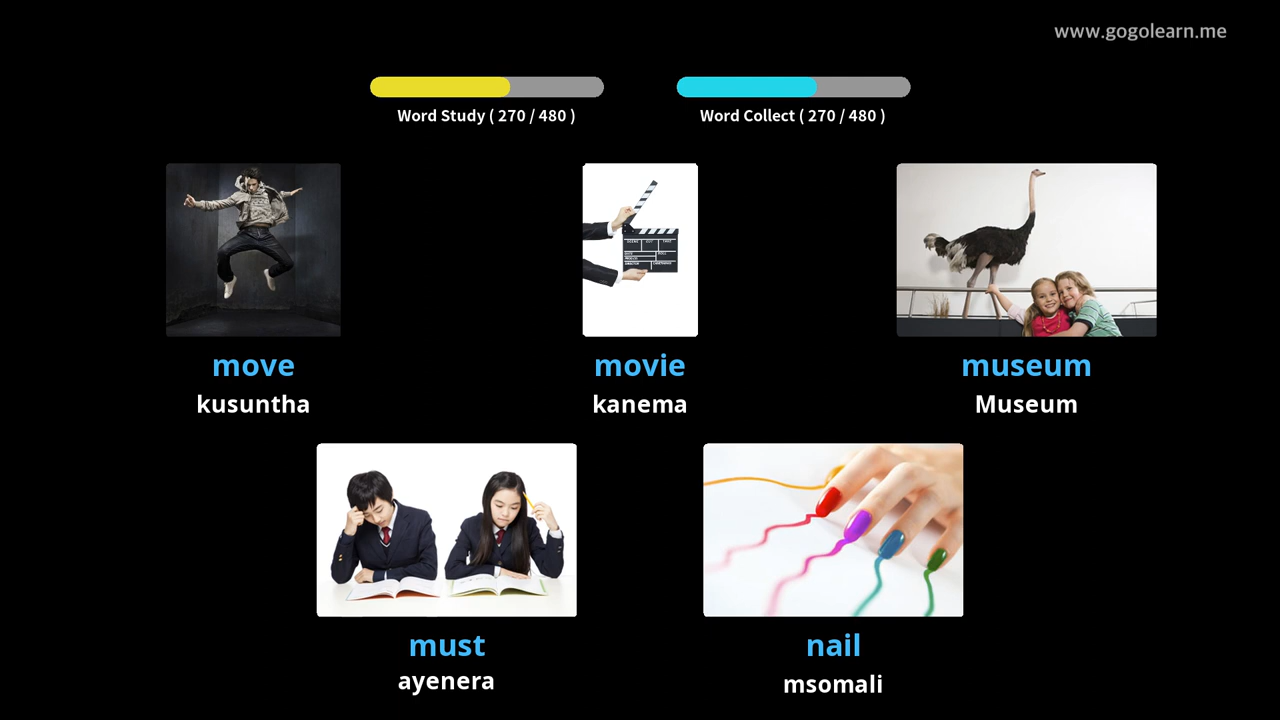 www.gogolearn.me
Word Study ( 270 / 480 )
Word Collect ( 270 / 480 )
move
kusuntha
movie
kanema
museum
Museum
must
ayenera
nail
msomali